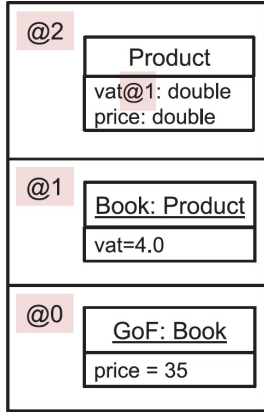 @2
Product
vat@1: double
price: double
@1
Book: Product
vat=4.0
@0
GoF: Book
price = 35